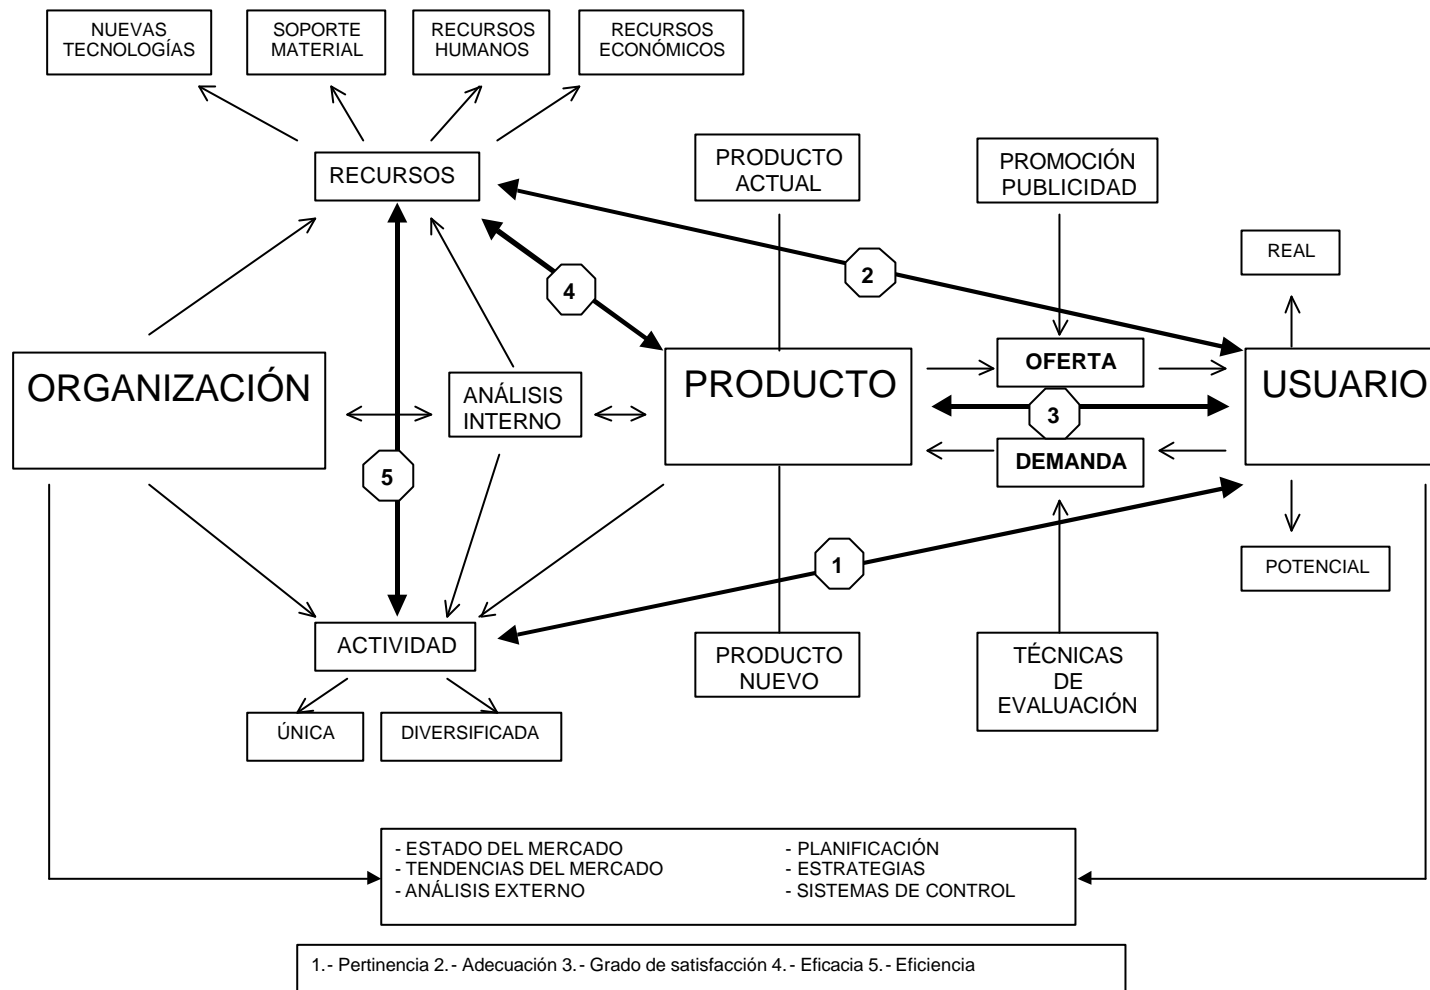 NUEVAS
TECNOLOGÍAS
SOPORTE
MATERIAL
RECURSOS
HUMANOS
RECURSOS
ECONÓMICOS
RECURSOS
PRODUCTO
ACTUAL
PROMOCIÓN
PUBLICIDAD
REAL
2
4
ORGANIZACIÓN
ANÁLISIS
INTERNO
PRODUCTO
OFERTA
3
DEMANDA
USUARIO
5
1
POTENCIAL
ACTIVIDAD
PRODUCTO
NUEVO
TÉCNICAS
DE
EVALUACIÓN
ÚNICA
DIVERSIFICADA
- ESTADO DEL MERCADO
- TENDENCIAS DEL MERCADO
- ANÁLISIS EXTERNO
- PLANIFICACIÓN
- ESTRATEGIAS
- SISTEMAS DE CONTROL
1.- Pertinencia 2.- Adecuación 3.- Grado de satisfacción 4.- Eficacia 5.- Eficiencia